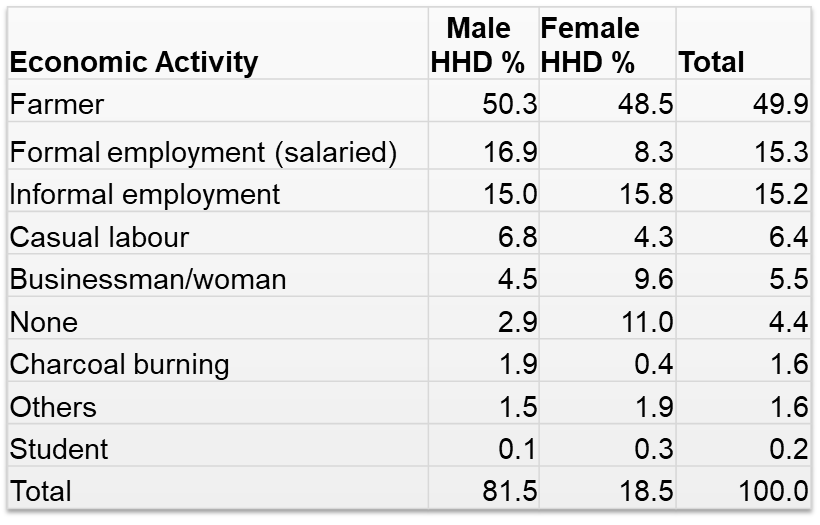 Economic Activity Male HHD % Female HHD % Total
Farmer 50.3 48.5 49.9
Formal employment (salaried) 16.9 8.3 15.3
Informal employment 15.0 15.8 15.2
Casual labour 6.8 4.3 6.4
Businessman/woman 4.5 9.6 5.5
None 2.9 11.0 4.4
Charcoal burning 1.9 0.4 1.6
Others 1.5 1.9 1.6
Student 0.1 0.3 0.2
Total 81.5 18.5 100.0